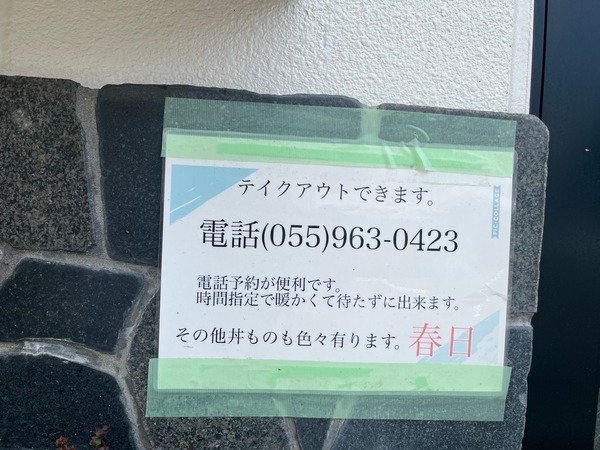 テイクアウトできます。
電話(055)963-0423
電話予約が便利です。
時間指定で暖かくて待たずに出来ます。
その他丼ものも色々有ります。春日